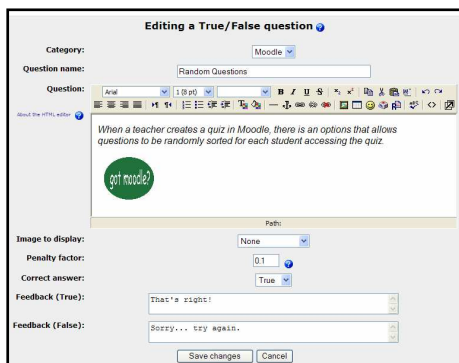 Editing a True/False question
Category: Moodle
Question name: Random Questions
Question: Arial 1 (8 pt) B I U S
About the HTML editor
When a teacher creates a quiz in Moodle, there is an option that allows
questions to be randomly sorted for each student accessing the quiz.
got moodle?
Path:
Image to display: None
Penalty factor: 0.1
Correct answer: True
Feedback (True): That's right!
Feedback (False): Sorry... try again.
Save changes Cancel